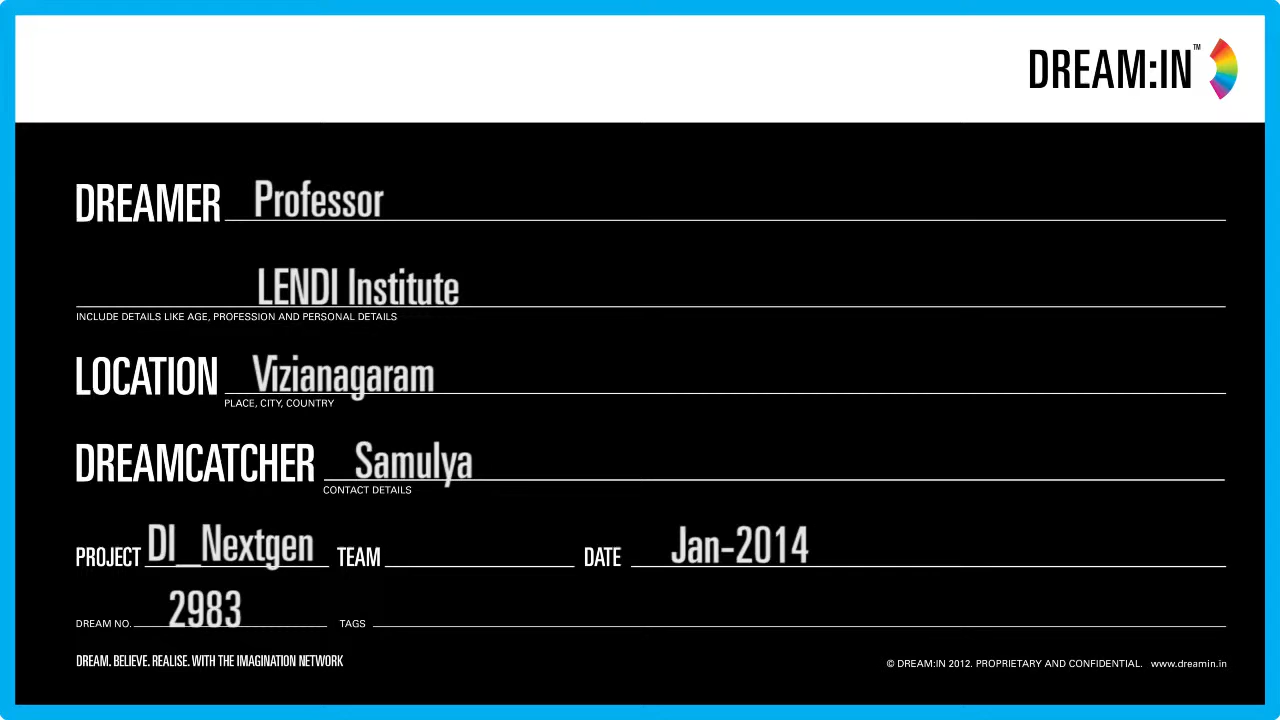 DREAM:IN™
DREAMER Professor
LENDI Institute
INCLUDE DETAILS LIKE AGE, PROFESSION AND PERSONAL DETAILS
LOCATION Vizianagaram
PLACE, CITY, COUNTRY
DREAMCATCHER Samulya
CONTACT DETAILS
PROJECT DI_Nextgen TEAM DATE Jan-2014
DREAM NO. 2983 TAGS
DREAM. BELIEVE. REALISE. WITH THE IMAGINATION NETWORK
© DREAM:IN 2012. PROPRIETARY AND CONFIDENTIAL. www.dreamin.in